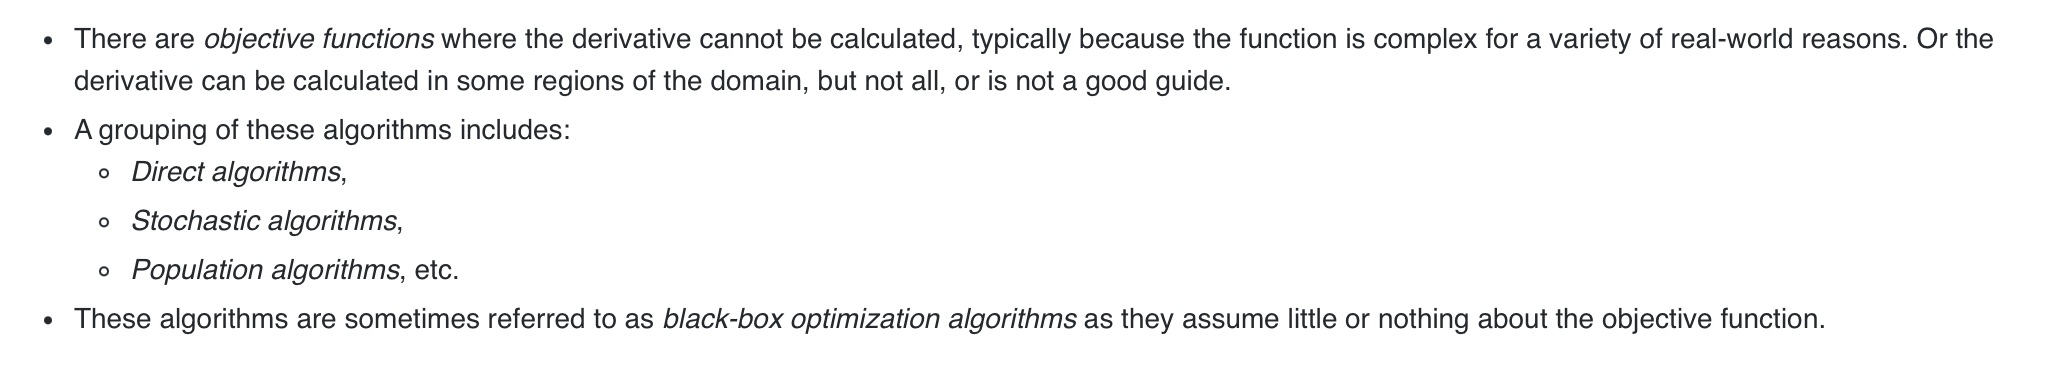 • There are objective functions where the derivative cannot be calculated, typically because the function is complex for a variety of real-world reasons. Or the
derivative can be calculated in some regions of the domain, but not all, or is not a good guide.
• A grouping of these algorithms includes:
◦ Direct algorithms,
◦ Stochastic algorithms,
◦ Population algorithms, etc.
• These algorithms are sometimes referred to as black-box optimization algorithms as they assume little or nothing about the objective function.